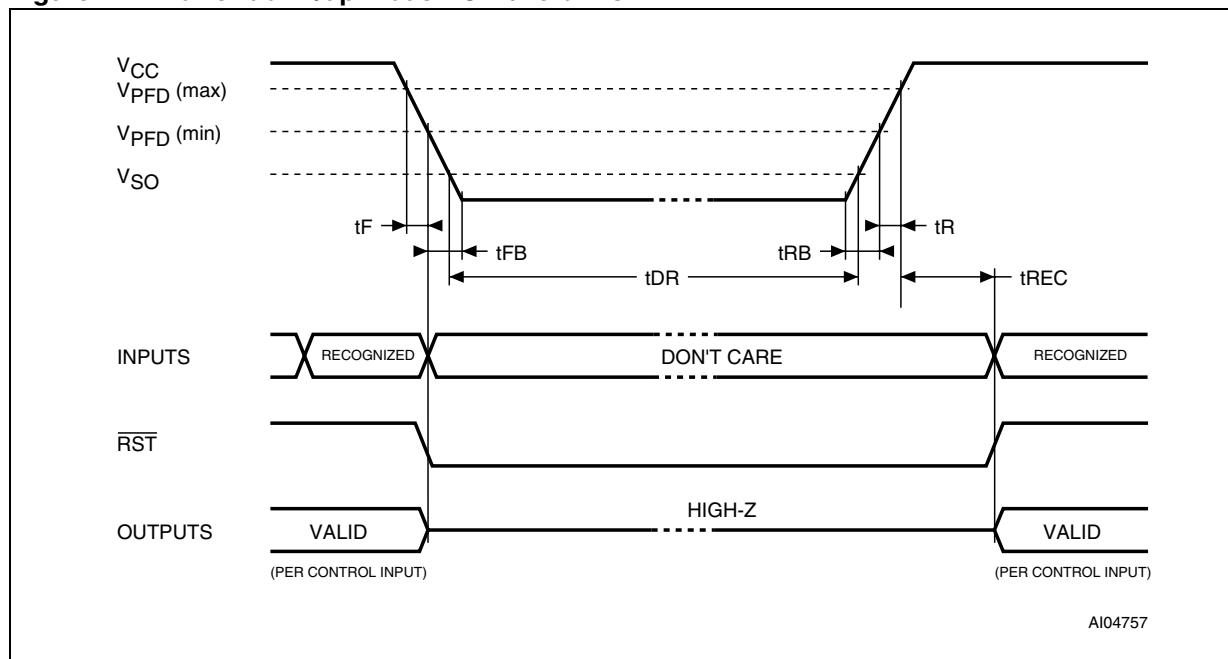 VCC
VPFD (max)
VPFD (min)
VSO
tF
tFB
tDR
tRB
tR
tREC
INPUTS
RECOGNIZED
DON'T CARE
RECOGNIZED
RST
HIGH-Z
OUTPUTS
VALID
VALID
(PER CONTROL INPUT)
(PER CONTROL INPUT)
AI04757